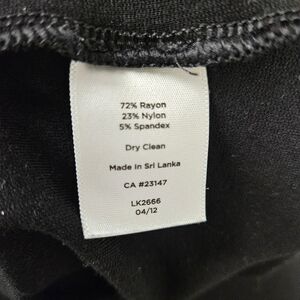 72% Rayon
23% Nylon
5% Spandex
Dry Clean
Made in Sri Lanka
CA #23147
LK2666
04/12